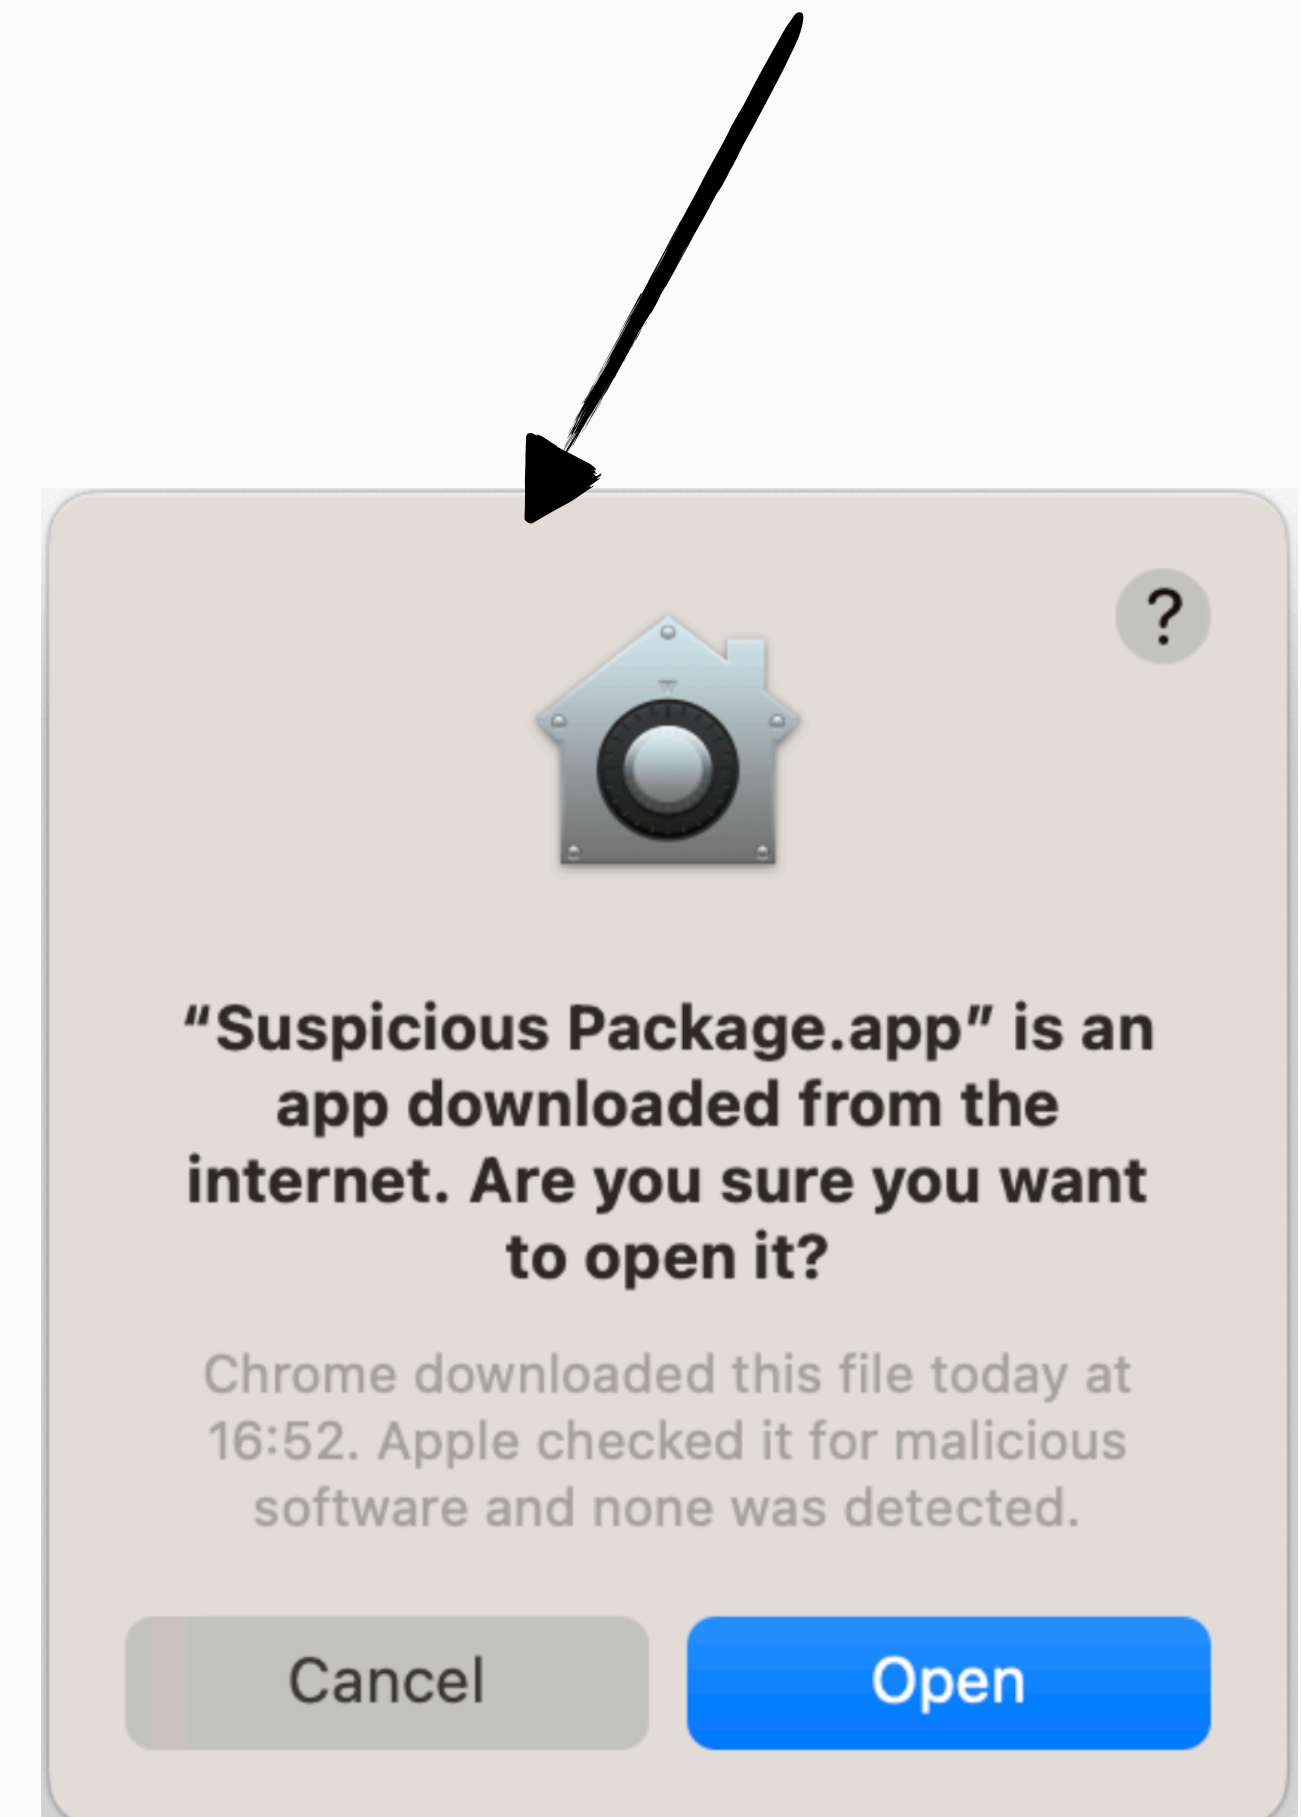 ?
“Suspicious Package.app” is an
app downloaded from the
internet. Are you sure you want
to open it?
Chrome downloaded this file today at
16:52. Apple checked it for malicious
software and none was detected.
Cancel
Open